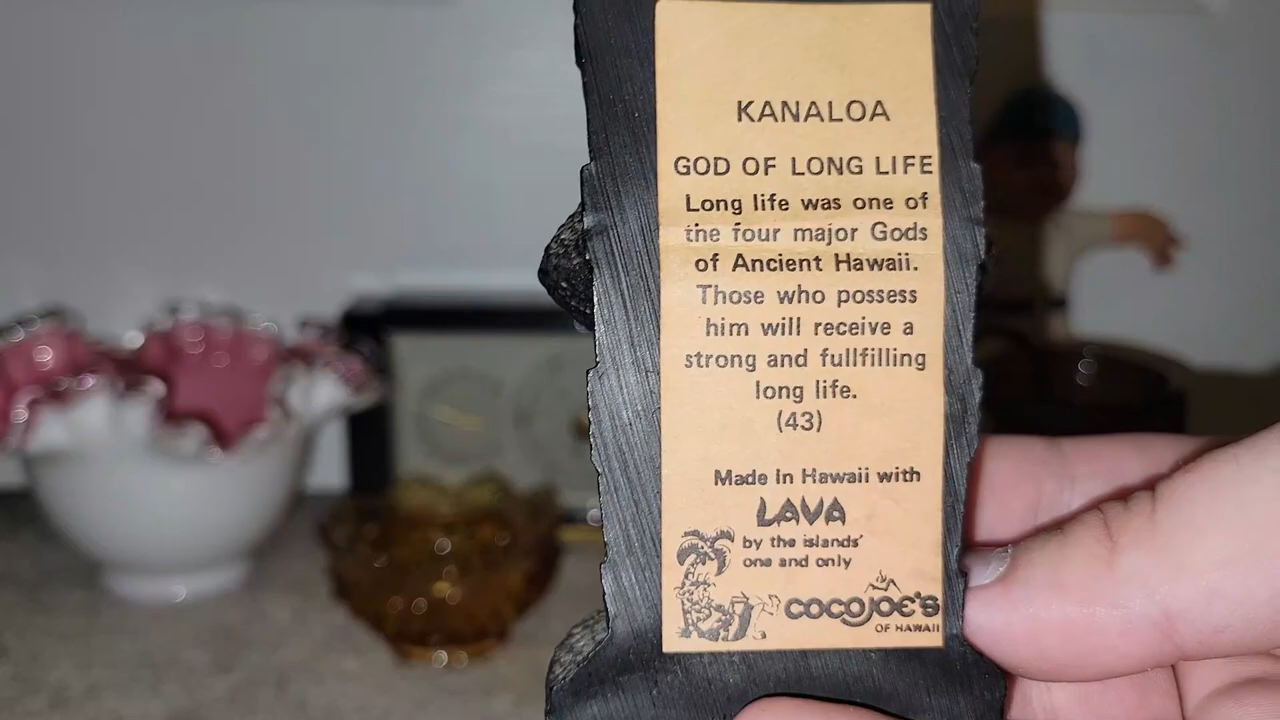 KANALOA
GOD OF LONG LIFE
Long life was one of
the four major Gods
of Ancient Hawaii.
Those who possess
him will receive a
strong and fullfilling
long life.
(43)
Made in Hawaii with
LAVA
by the islands'
one and only
COCO JOE'S
OF HAWAII